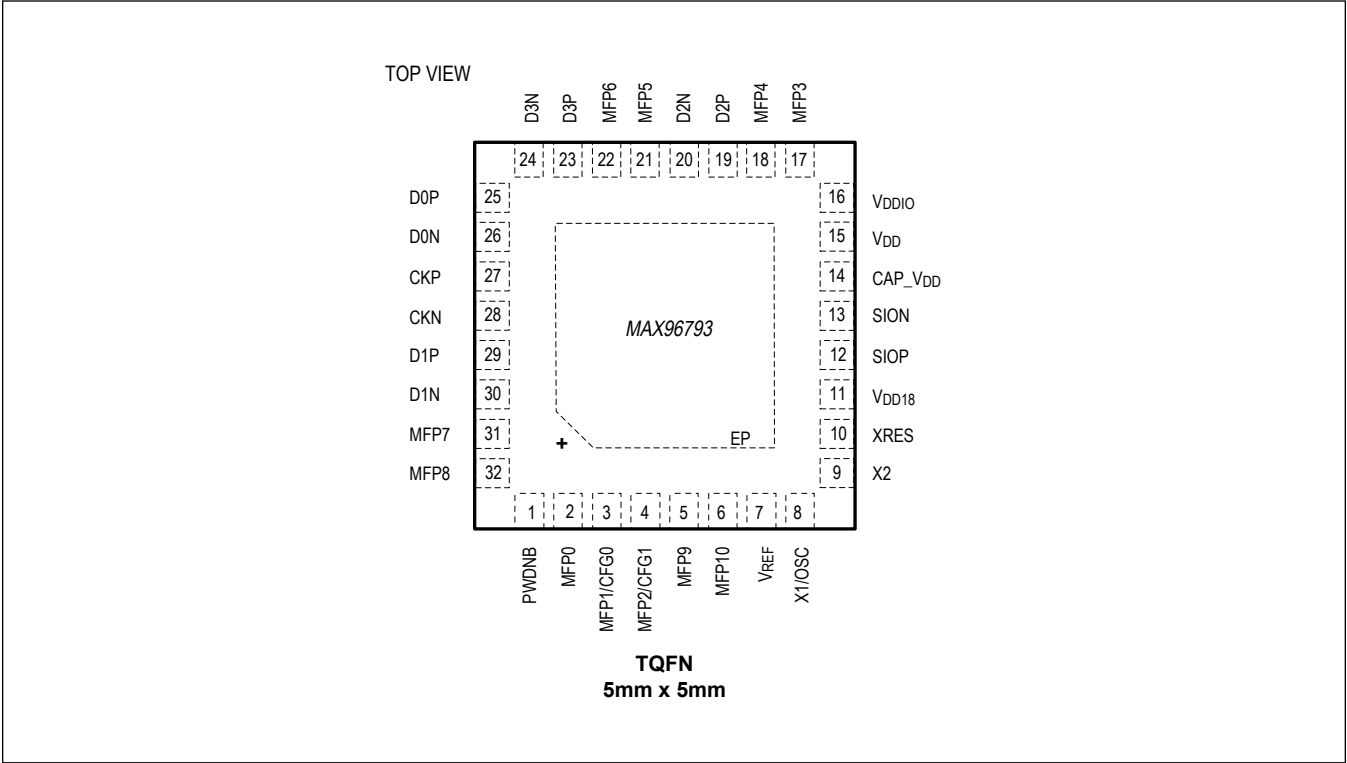 TOP VIEW
D3N D3P MFP6 MFP5 D2N D2P MFP4 MFP3
24 23 22 21 20 19 18 17
D0P 25 16 VDDIO
D0N 26 15 VDD
CKP 27 14 CAP_VDD
CKN 28 13 SION
MAX96793
D1P 29 12 SIOP
D1N 30 11 VDD18
MFP7 31 10 XRES
+ EP
MFP8 32 9 X2
1 2 3 4 5 6 7 8
PWDNB MFP0 MFP1/CFG0 MFP2/CFG1 MFP9 MFP10 VREF X1/OSC
TQFN
5mm x 5mm